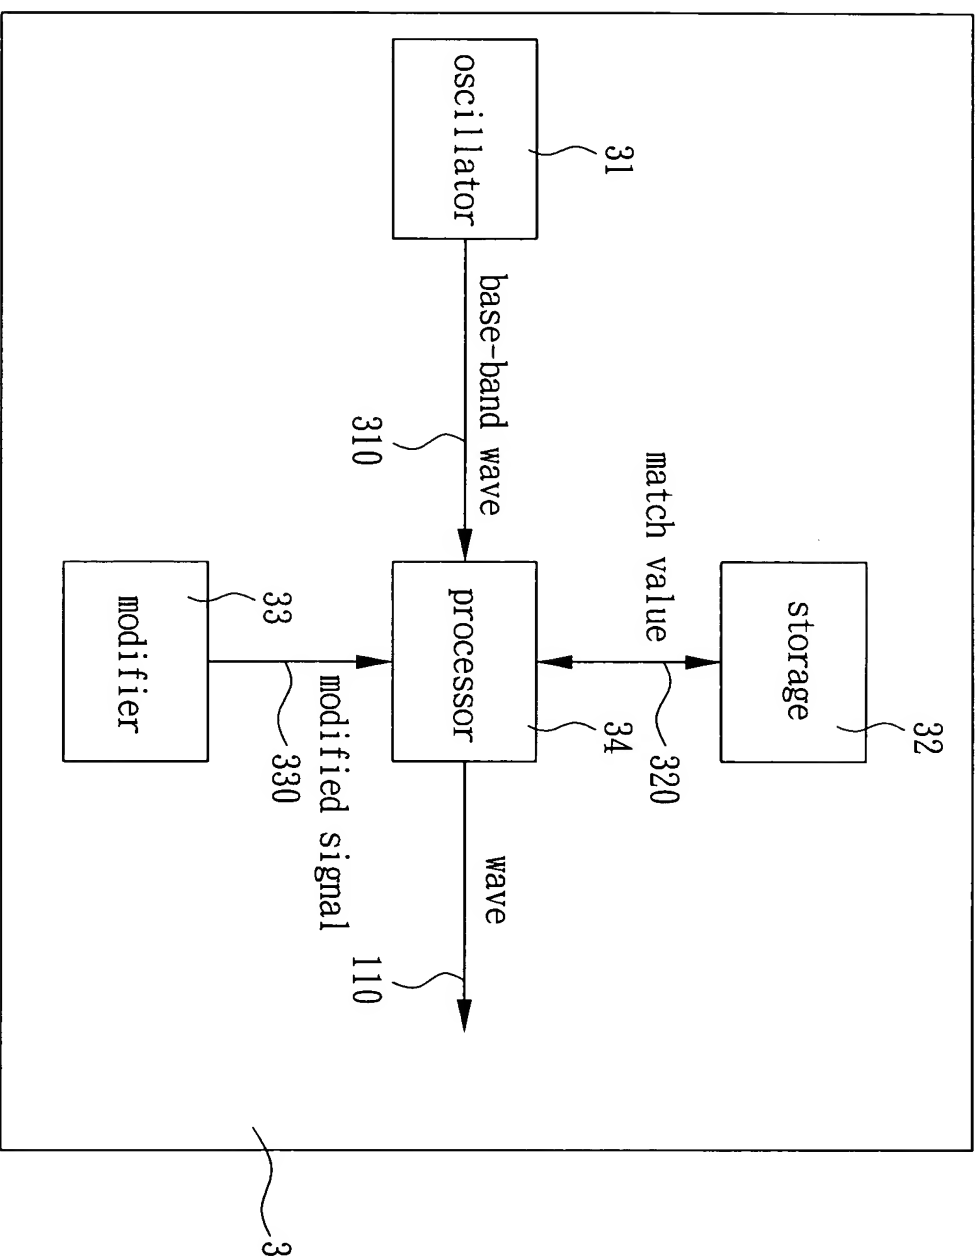 32
storage
match value
320
31
34
oscillator
base-band wave
processor
wave
310
110
modified signal
33
330
modifier
3